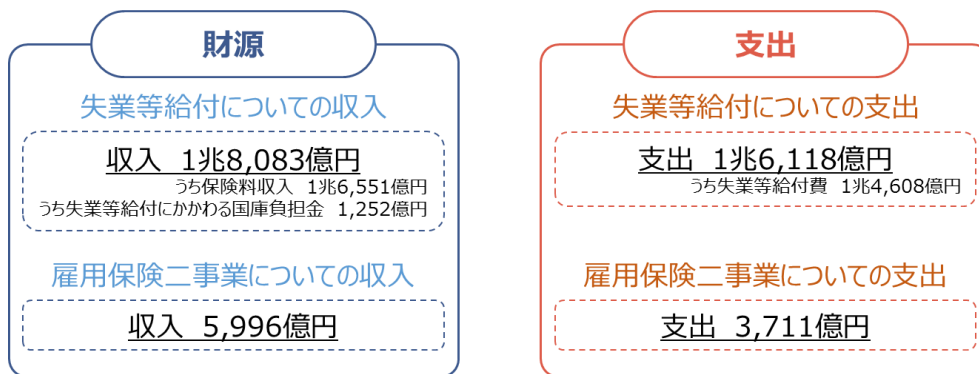 財源
失業等給付についての収入
収入 1兆8,083億円
うち保険料収入 1兆6,551億円
うち失業等給付にかかわる国庫負担金 1,252億円
雇用保険二事業についての収入
収入 5,996億円
支出
失業等給付についての支出
支出 1兆6,118億円
うち失業等給付費 1兆4,608億円
雇用保険二事業についての支出
支出 3,711億円